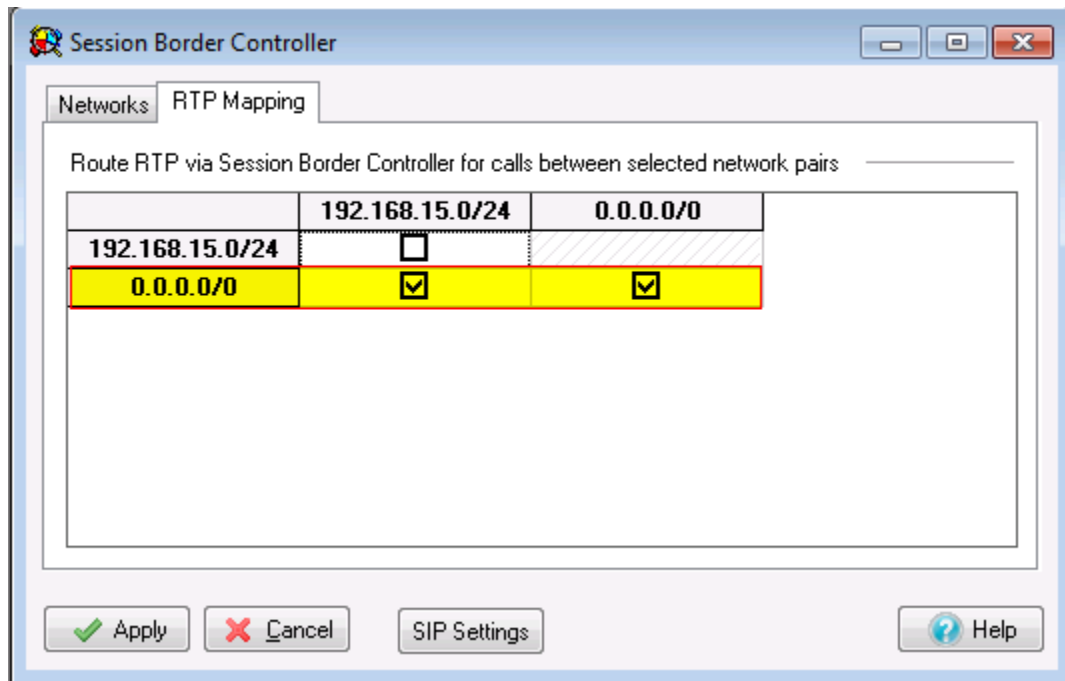 Session Border Controller
Networks RTP Mapping
Route RTP via Session Border Controller for calls between selected network pairs
192.168.15.0/24 0.0.0.0/0
192.168.15.0/24
0.0.0.0/0
Apply Cancel SIP Settings Help